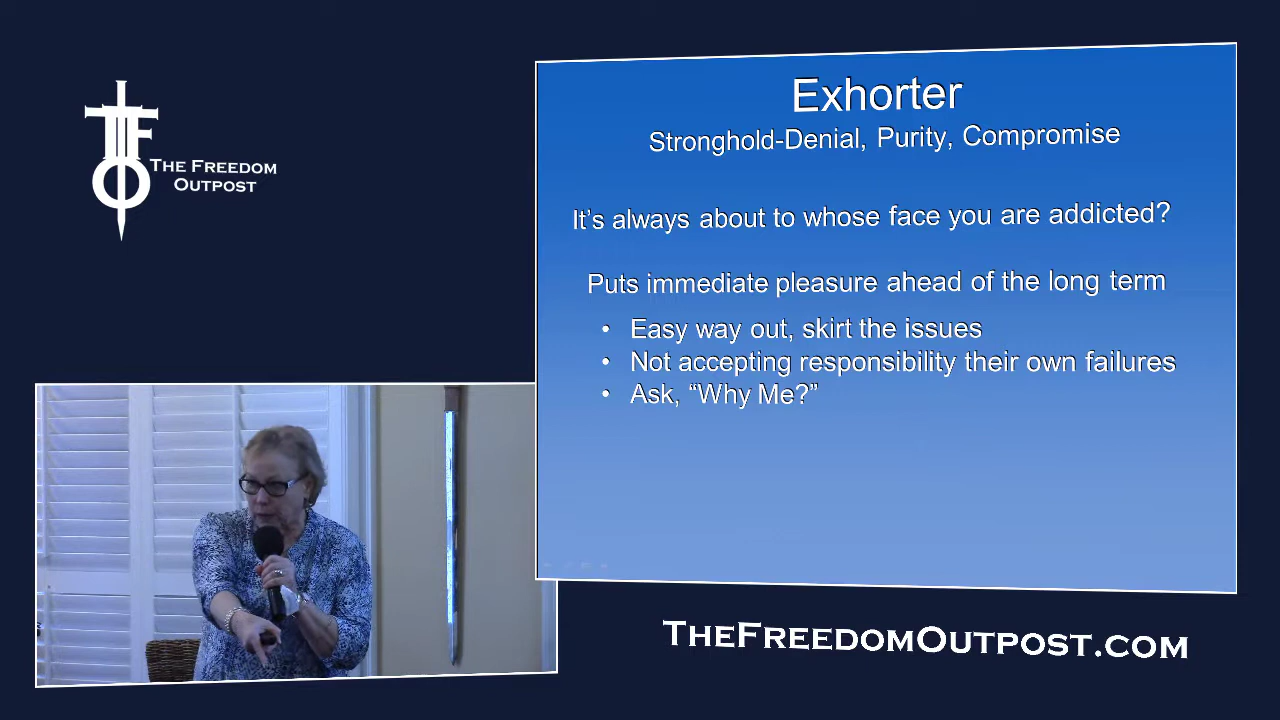 TFO
THE FREEDOM
OUTPOST
Exhorter
Stronghold-Denial, Purity, Compromise
It's always about to whose face you are addicted?
Puts immediate pleasure ahead of the long term
• Easy way out, skirt the issues
• Not accepting responsibility their own failures
• Ask, “Why Me?”
THEFREEDOMOUTPOST.COM